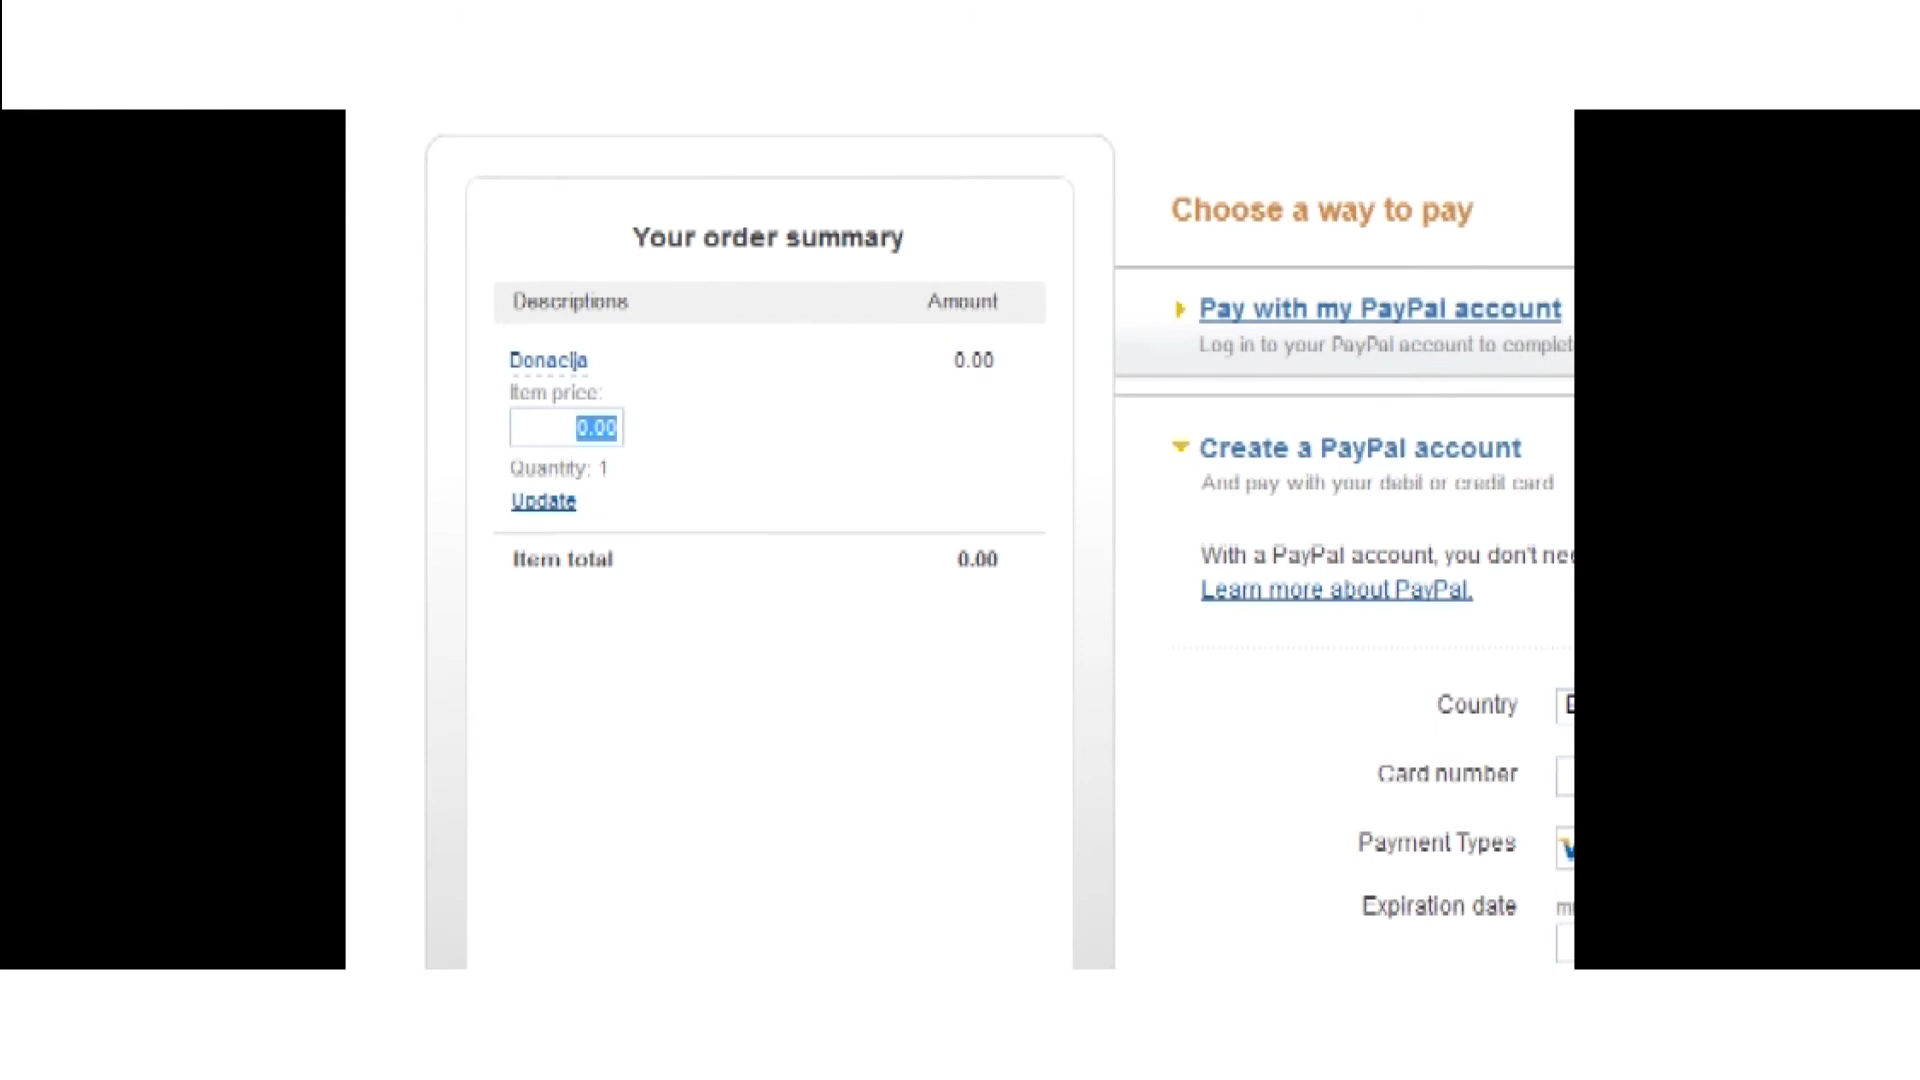 Your order summary
Descriptions Amount
Donacija 0.00
Item price:
0.00
Quantity: 1
Update
Item total 0.00
Choose a way to pay
Pay with my PayPal account
Log in to your PayPal account to
Create a PayPal account
And pay with your debit or credit card
With a PayPal account, you don't
Learn more about PayPal.
Country
Card number
Payment Types
Expiration date